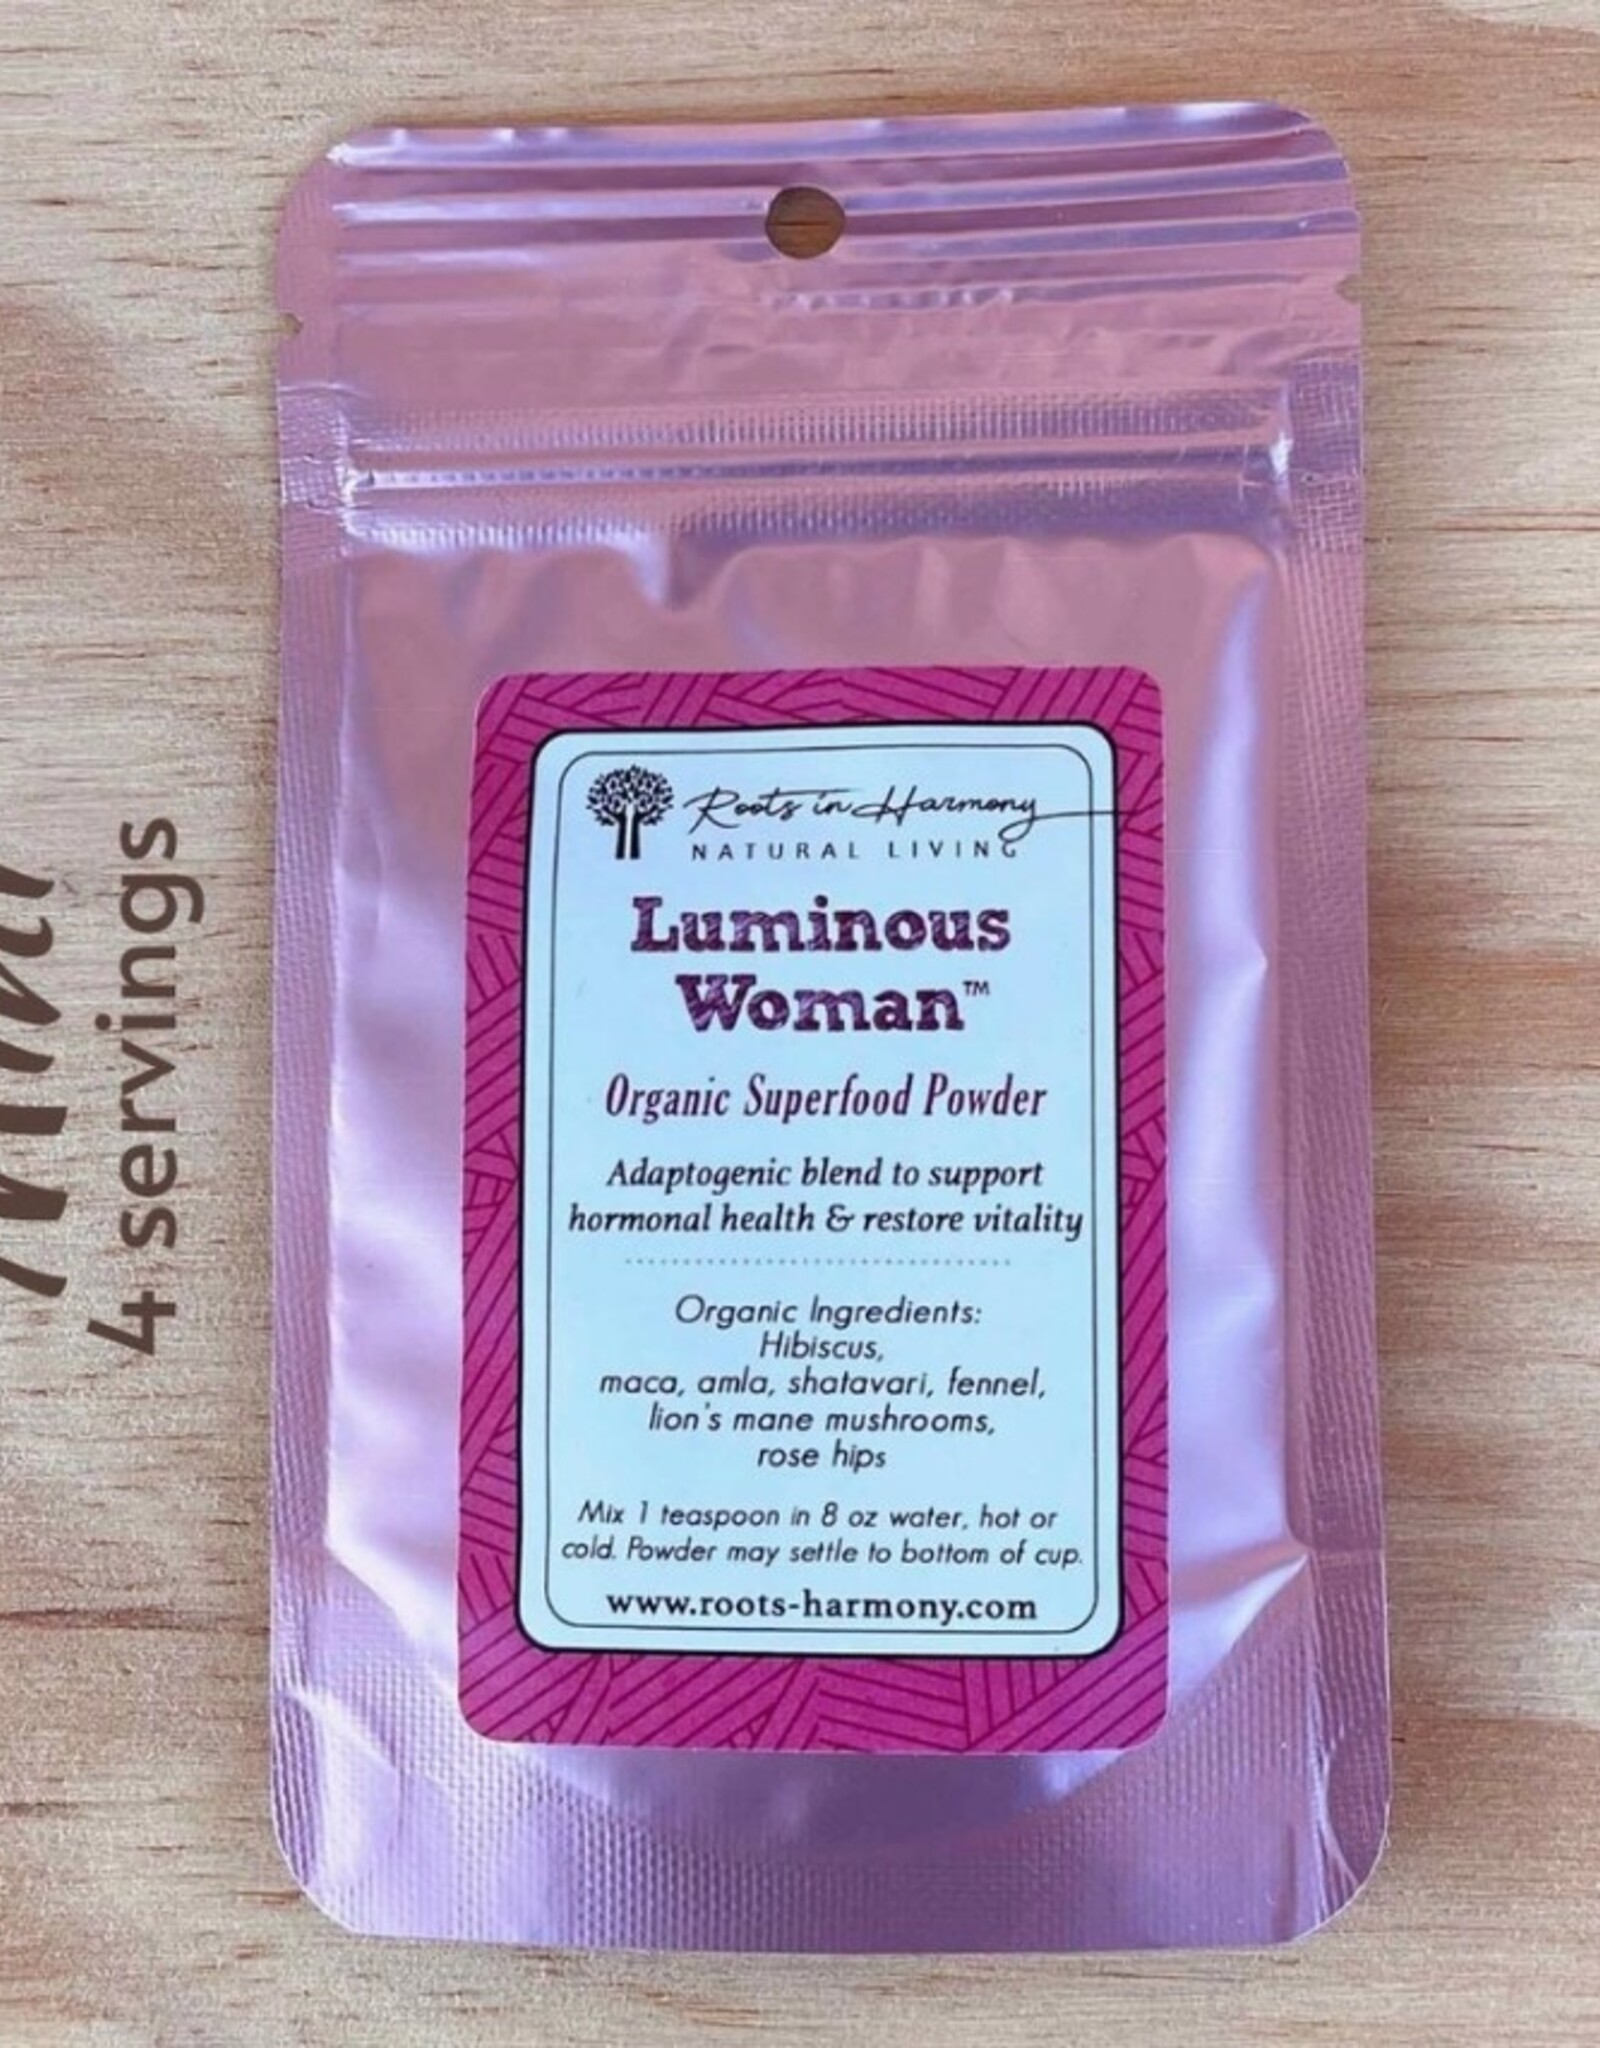 4 servings
Roots in Harmony
NATURAL LIVING
Luminous
Woman™
Organic Superfood Powder
Adaptogenic blend to support
hormonal health & restore vitality
Organic Ingredients:
Hibiscus,
maca, amla, shatavari, fennel,
lion's mane mushrooms,
rose hips
Mix 1 teaspoon in 8 oz water, hot or
cold. Powder may settle to bottom of cup.
www.roots-harmony.com